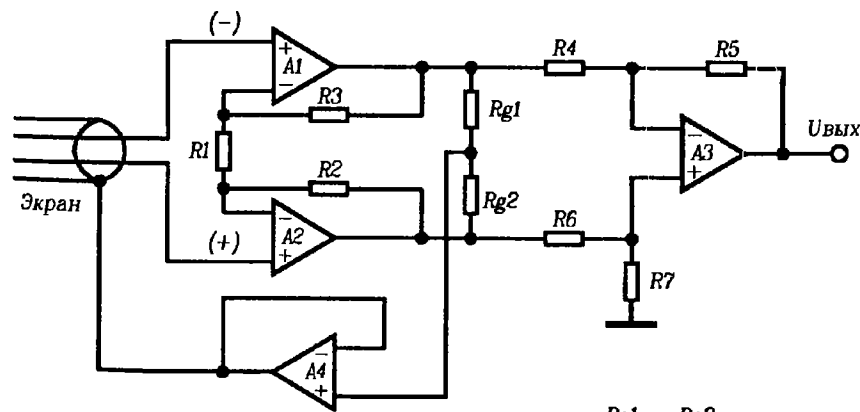 (-)
+
A1
−
R4
R5
R3
Rg1
R1
−
A3
+
Uвых
R2
Экран
Rg2
−
A2
+
(+)
R6
R7
−
A4
+